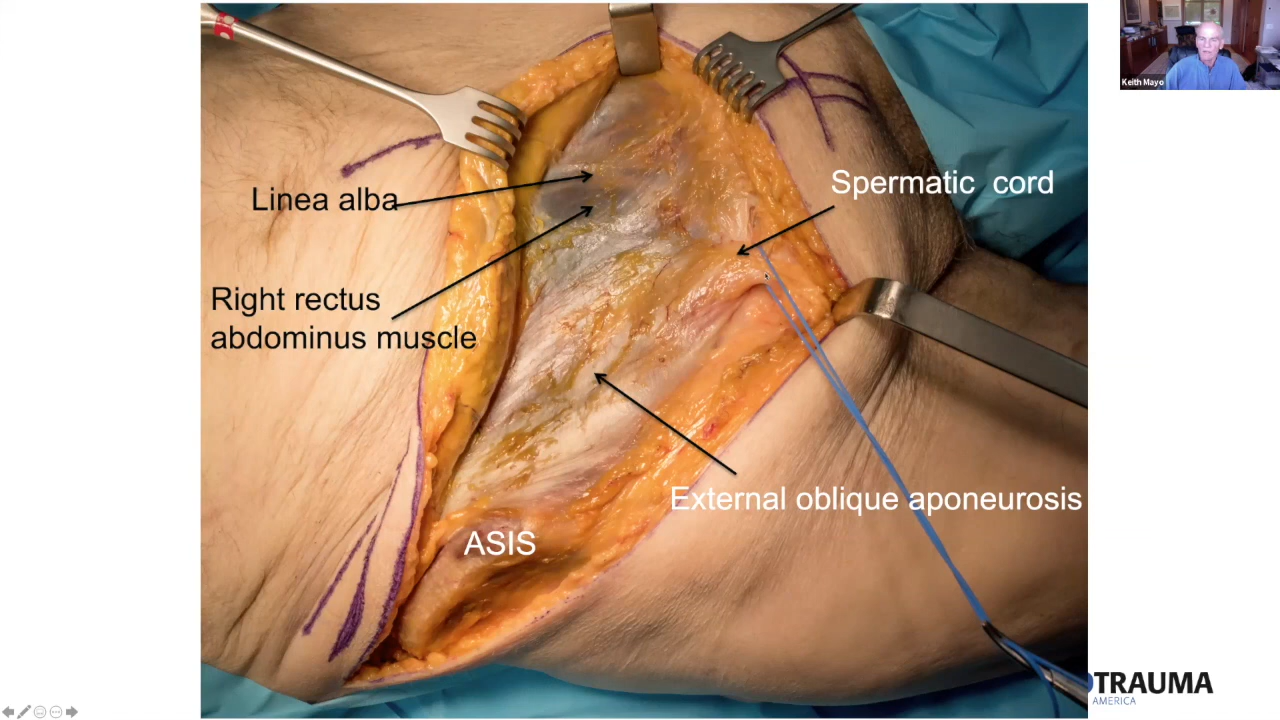 Keith Mayo
Linea alba
Spermatic cord
Right rectus
abdominus muscle
External oblique aponeurosis
ASIS
TRAUMA
AMERICA